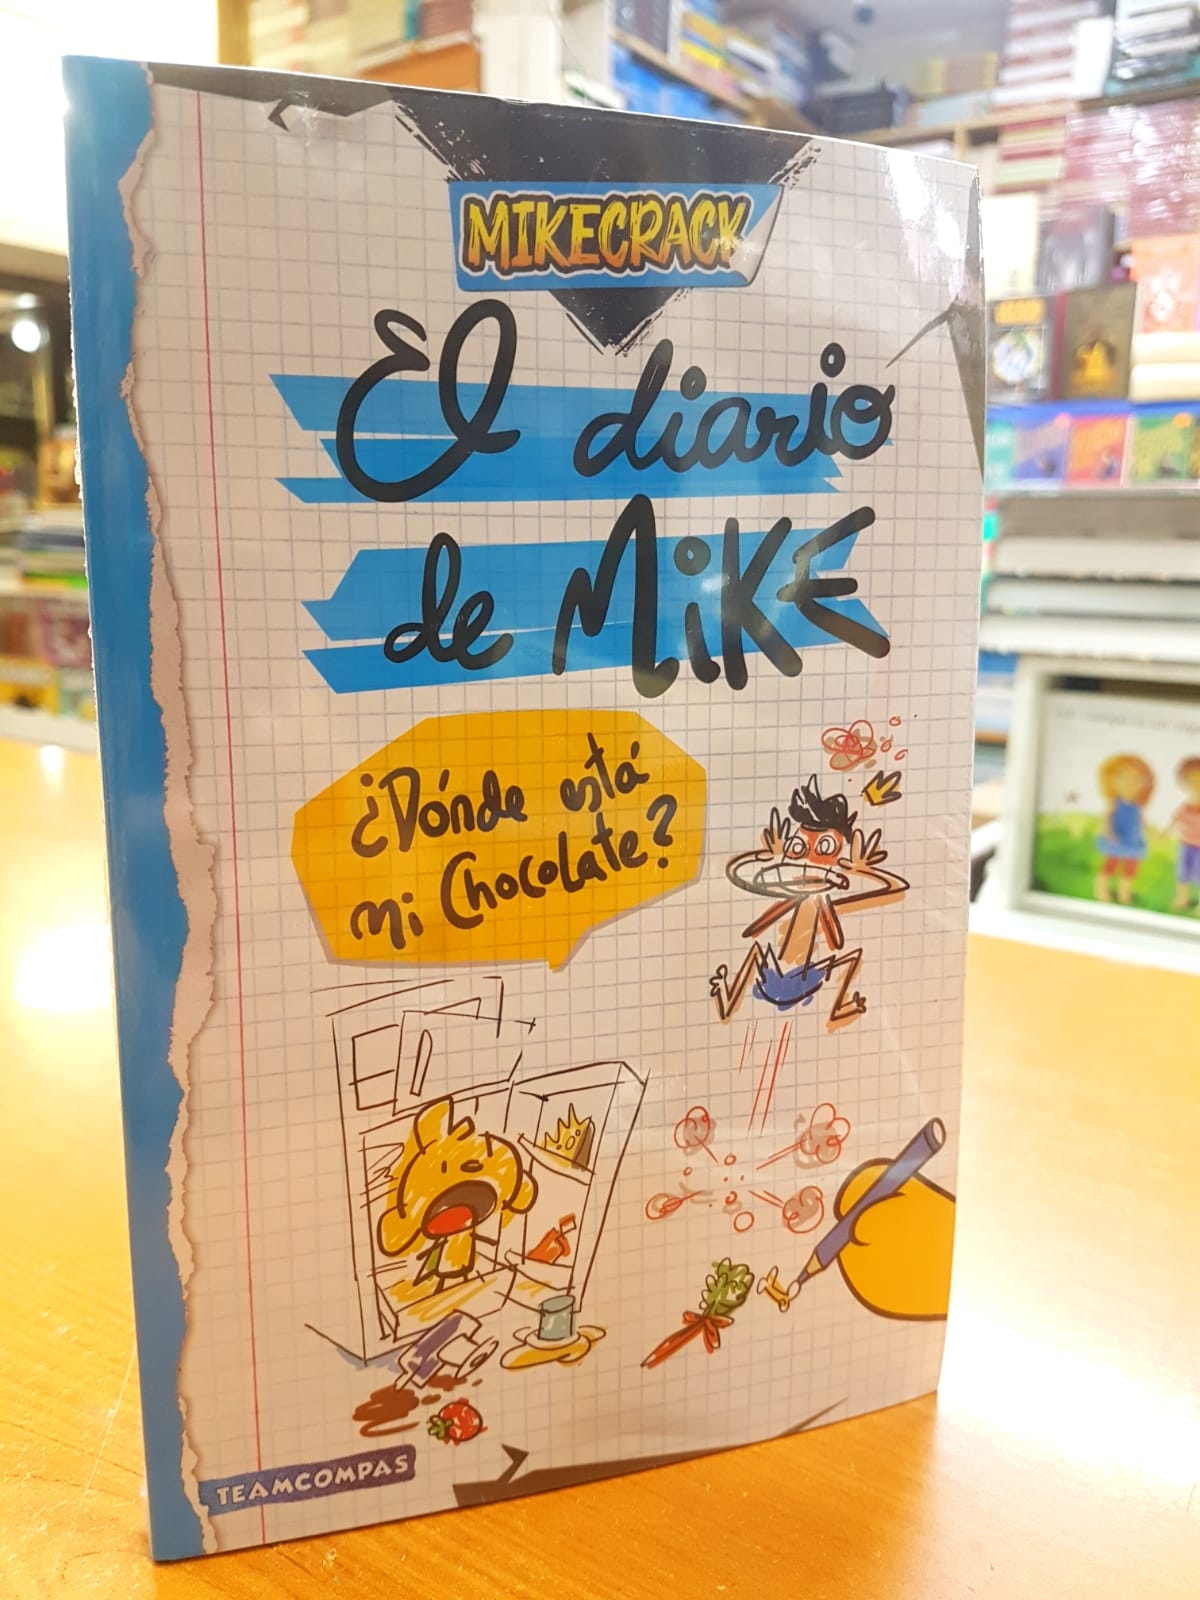 MIKECRACK
El diario
de MiKE
¿Dónde está
mi Chocolate?
TEAMCOMPAS